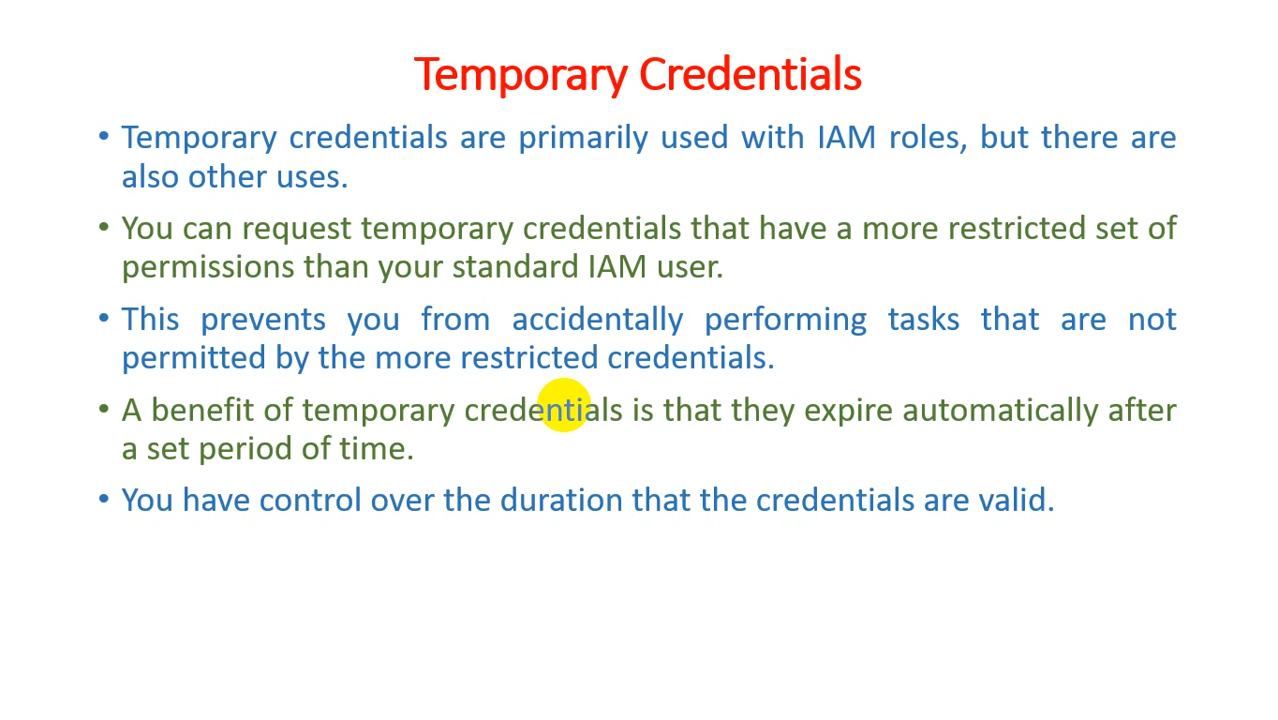 Temporary Credentials
• Temporary credentials are primarily used with IAM roles, but there are
also other uses.
• You can request temporary credentials that have a more restricted set of
permissions than your standard IAM user.
• This prevents you from accidentally performing tasks that are not
permitted by the more restricted credentials.
• A benefit of temporary credentials is that they expire automatically after
a set period of time.
• You have control over the duration that the credentials are valid.